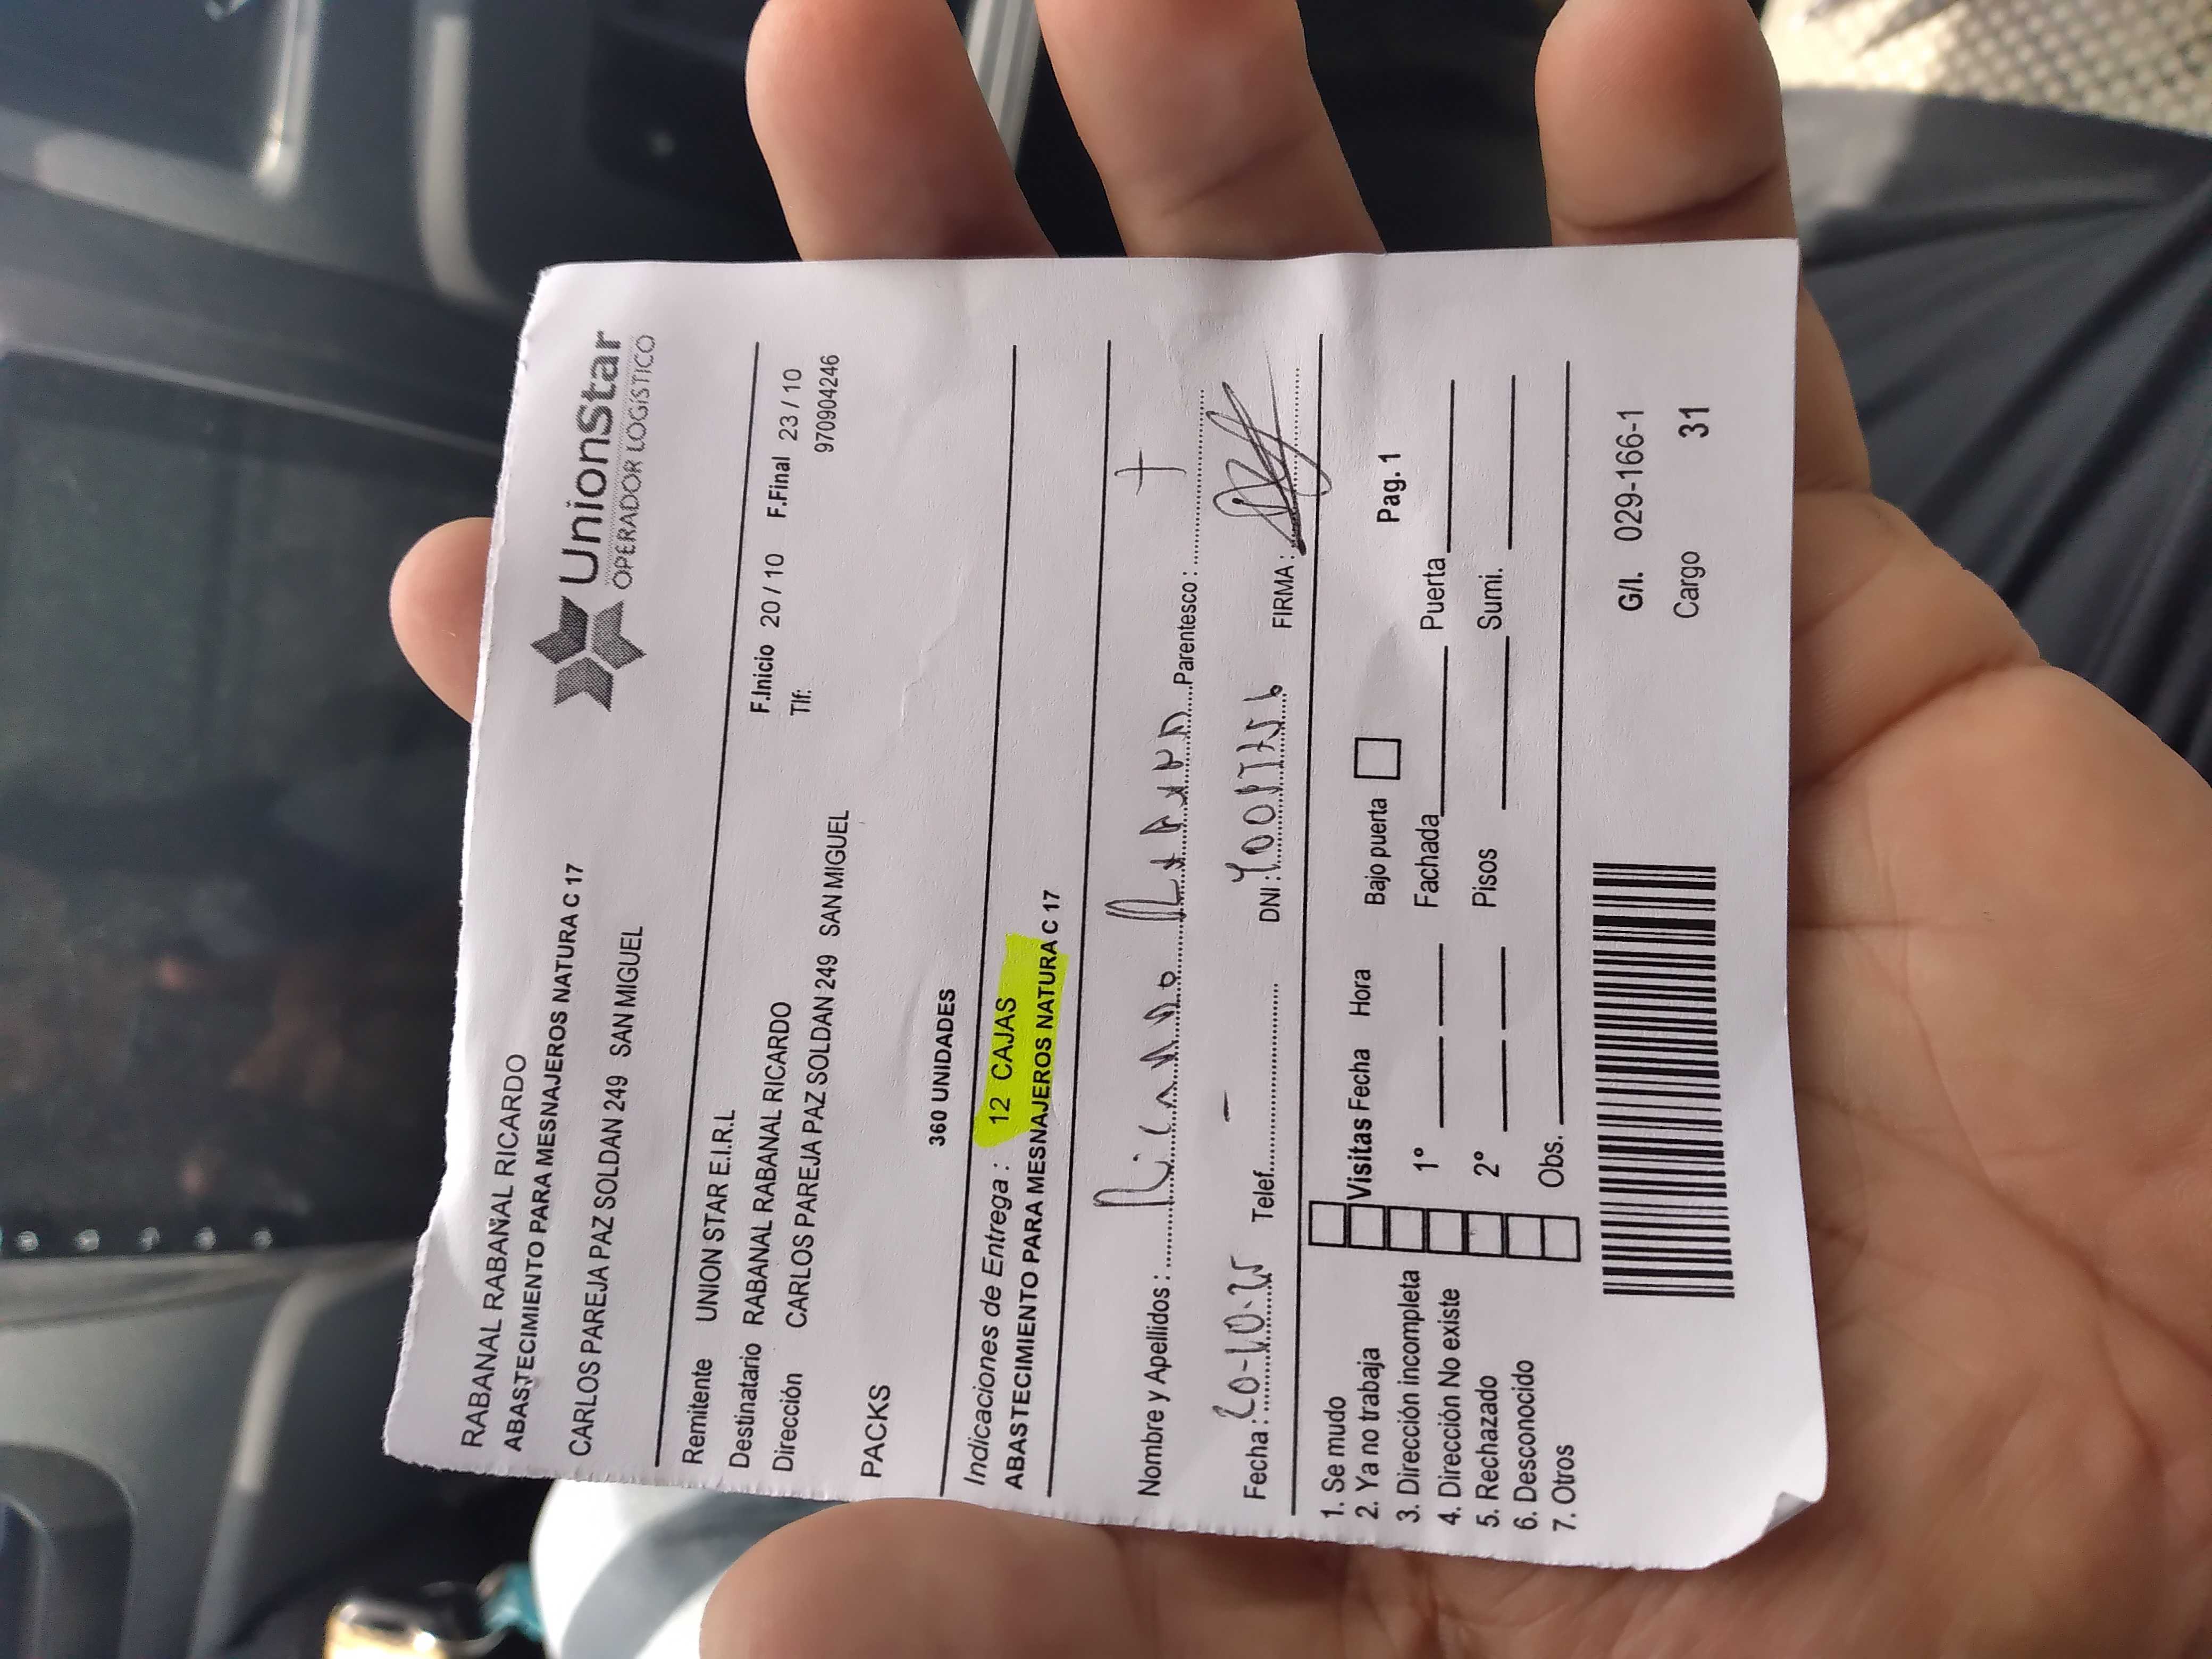 RABANAL RABAÑAL RICARDO
ABASTECIMIENTO PARA MESNAJEROS NATURA C 17
CARLOS PAREJA PAZ SOLDAN 249 SAN MIGUEL
UnionStar
OPERADOR LOGÍSTICO
Remitente UNION STAR E.I.R.L
F.Inicio 20 / 10 F.Final 23 / 10
Destinatario RABANAL RABANAL RICARDO
Tlf: 970904246
Dirección CARLOS PAREJA PAZ SOLDAN 249 SAN MIGUEL
PACKS
360 UNIDADES
Indicaciones de Entrega : 12 CAJAS
ABASTECIMIENTO PARA MESNAJEROS NATURA C 17
Nombre y Apellidos : Ricardo Parentesco :
Fecha : 20-10-25 Telef. - DNI : FIRMA :
1. Se mudo
2. Ya no trabaja
3. Dirección incompleta
4. Dirección No existe
5. Rechazado
6. Desconocido
7. Otros
Visitas Fecha Hora Bajo puerta Pag. 1
1° Fachada Puerta
2° Pisos Sumi.
Obs.
G/I. 029-166-1
Cargo 31